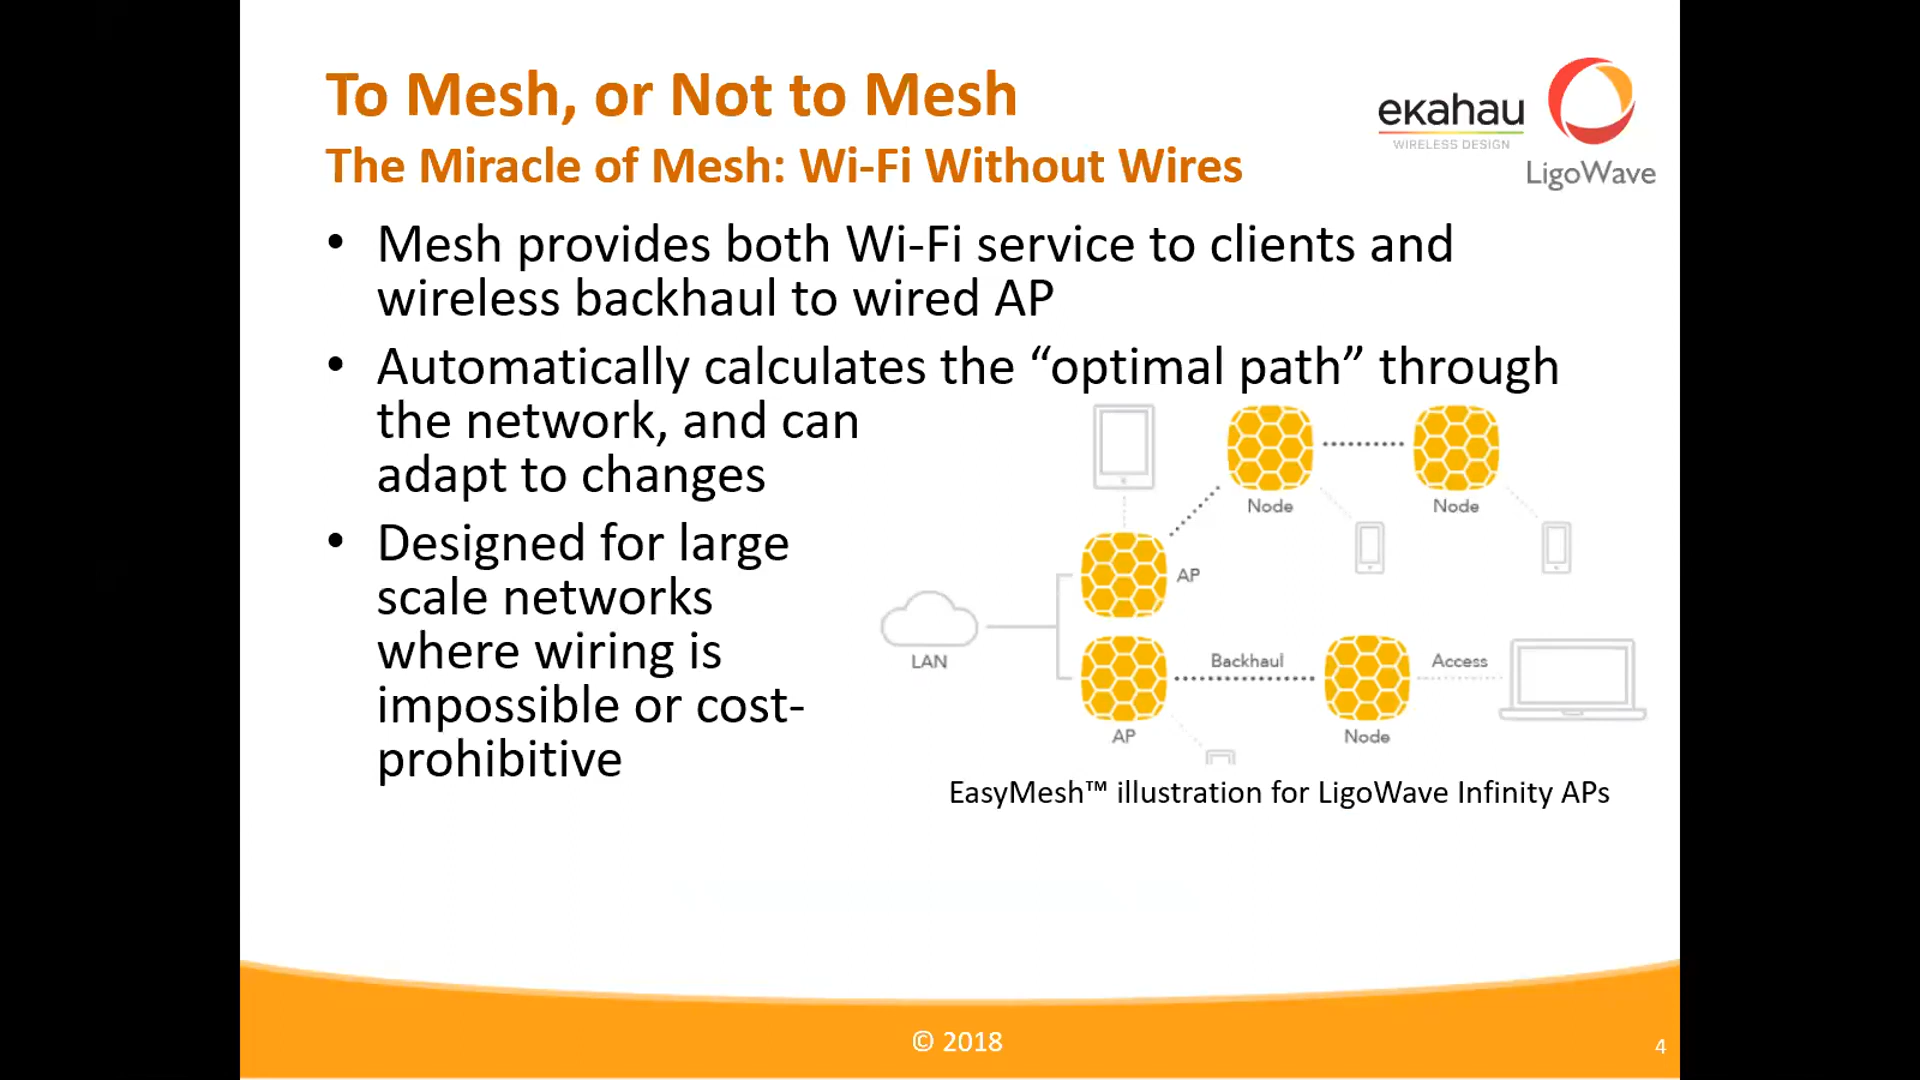 To Mesh, or Not to Mesh
The Miracle of Mesh: Wi-Fi Without Wires
ekahau
WIRELESS DESIGN
LigoWave
• Mesh provides both Wi-Fi service to clients and
wireless backhaul to wired AP
• Automatically calculates the “optimal path” through
the network, and can
adapt to changes
• Designed for large
scale networks
where wiring is
impossible or cost-
prohibitive
Node
Node
AP
LAN
Backhaul
Access
AP
Node
EasyMesh™ illustration for LigoWave Infinity APs
© 2018
4